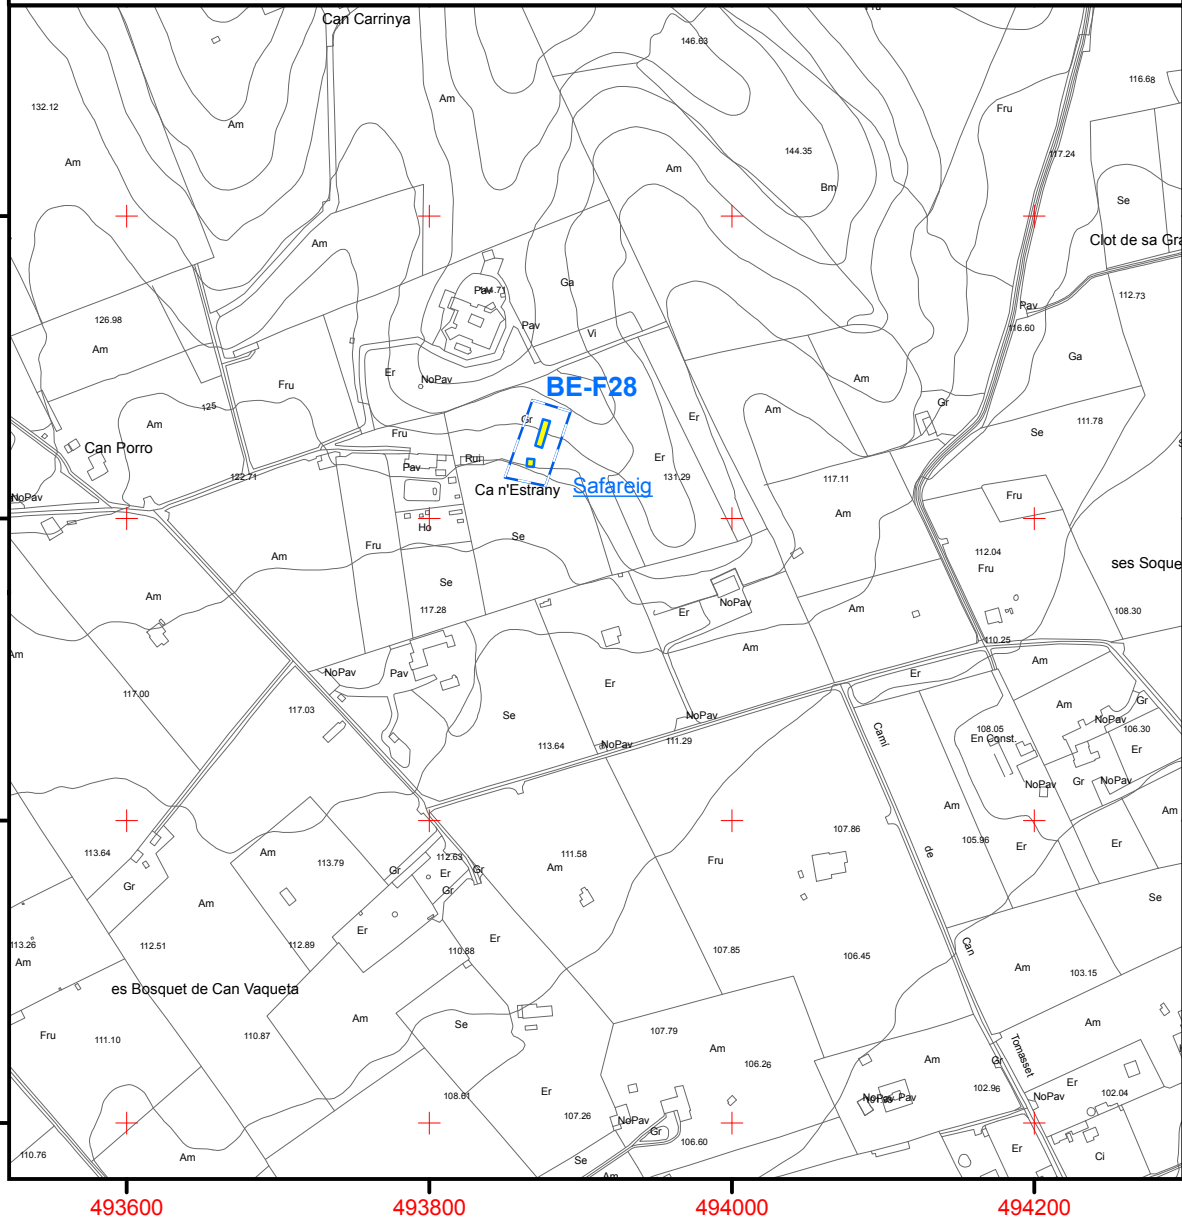 Can Carrinya
Fru
146.63
116.68
132.12
Am
Am
Am
Fru
117.24
144.35
Am
Am
Bm
Se
Am
Clot de sa Gra
Ga
112.73
Pav
126.98
Pav
Vi
116.60
Am
Ga
Er
NoPav
Am
Fru
BE-F28
Gr
125
Am
Er
Am
111.78
Gr
Fru
Se
Can Porro
Er
Pav
Rui
122.71
131.29
117.11
Ca n'Estrany
Safareig
NoPav
Fru
Am
Ho
Se
Fru
Am
112.04
Fru
ses Soque
Se
Am
NoPav
117.28
Er
Am
108.30
110.25
Am
Am
Am
NoPav
Pav
Er
Er
117.00
Am
Gr
117.03
Se
NoPav
NoPav
Camí
108.05
106.30
En Const.
113.64
NoPav
111.29
Er
NoPav
Gr
NoPav
Am
Am
107.86
105.96
de
Er
Er
113.64
Am
113.79
112.63
111.58
Fru
Gr
Gr
Er
Am
Gr
Gr
Se
Am
Er
Er
113.26
112.51
112.89
110.88
107.85
106.45
Can
Am
Am
103.15
es Bosquet de Can Vaqueta
Am
Se
Am
Fru
111.10
110.87
107.79
Am
Tomasset
106.26
Am
Gr
Er
Er
102.96
102.04
108.61
107.26
NoPav
Pav
NoPav
NoPav
Gr
106.60
Er
Ci
110.76
Am
Se
Am
493600
493800
494000
494200